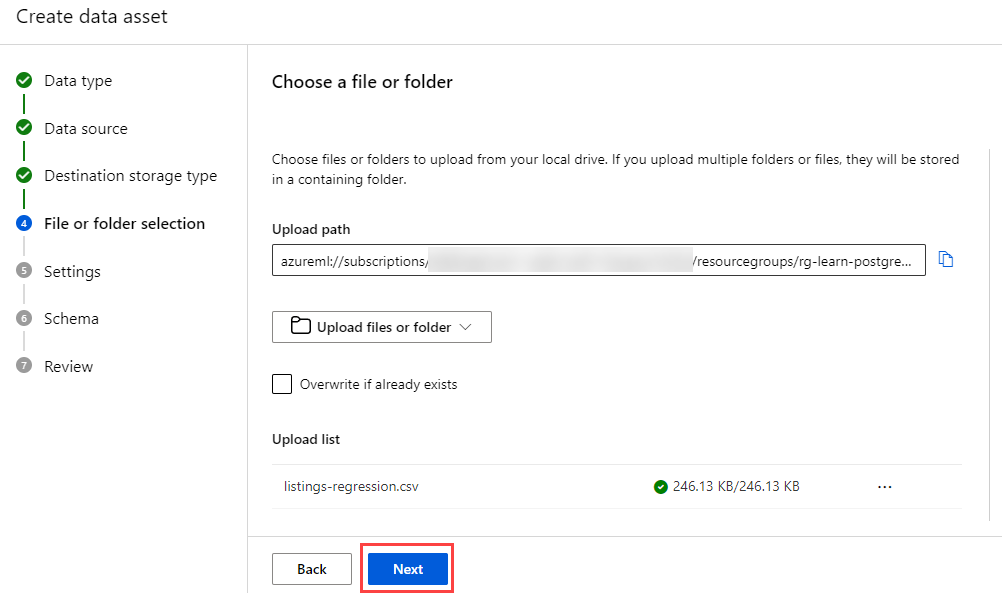 Create data asset
Data type
Data source
Destination storage type
4 File or folder selection
5 Settings
6 Schema
7 Review
Choose a file or folder
Choose files or folders to upload from your local drive. If you upload multiple folders or files, they will be stored
in a containing folder.
Upload path
azureml://subscriptions/ /resourcegroups/rg-learn-postgre...
Upload files or folder
Overwrite if already exists
Upload list
listings-regression.csv 246.13 KB/246.13 KB ...
Back Next